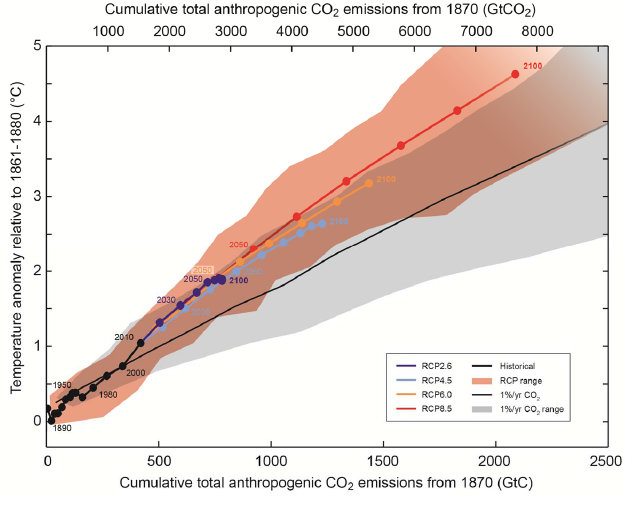 Cumulative total anthropogenic CO2 emissions from 1870 (GtCO2)
1000 2000 3000 4000 5000 6000 7000 8000
Temperature anomaly relative to 1861-1880 (°C)
5
4
3
2
1
0
2100
2100
2100
2050
2050
2050
2100
2030
2010
2000
1980
1950
1890
RCP2.6
RCP4.5
RCP6.0
RCP8.5
Historical
RCP range
1%/yr CO2
1%/yr CO2 range
0 500 1000 1500 2000 2500
Cumulative total anthropogenic CO2 emissions from 1870 (GtC)